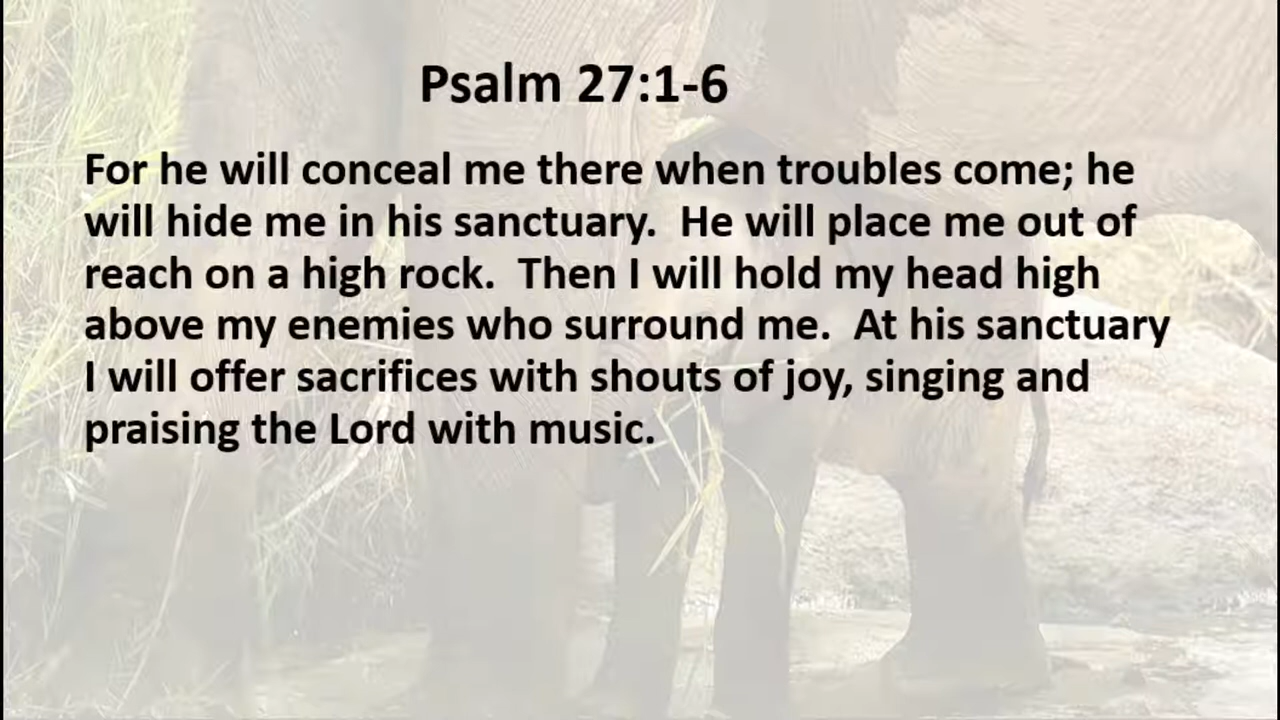 Psalm 27:1-6
For he will conceal me there when troubles come; he
will hide me in his sanctuary.  He will place me out of
reach on a high rock.  Then I will hold my head high
above my enemies who surround me.  At his sanctuary
I will offer sacrifices with shouts of joy, singing and
praising the Lord with music.